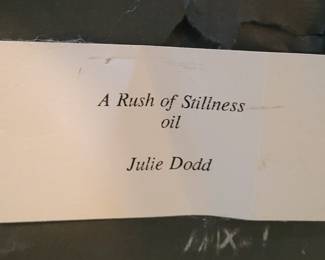 A Rush of Stillness
oil
Julie Dodd